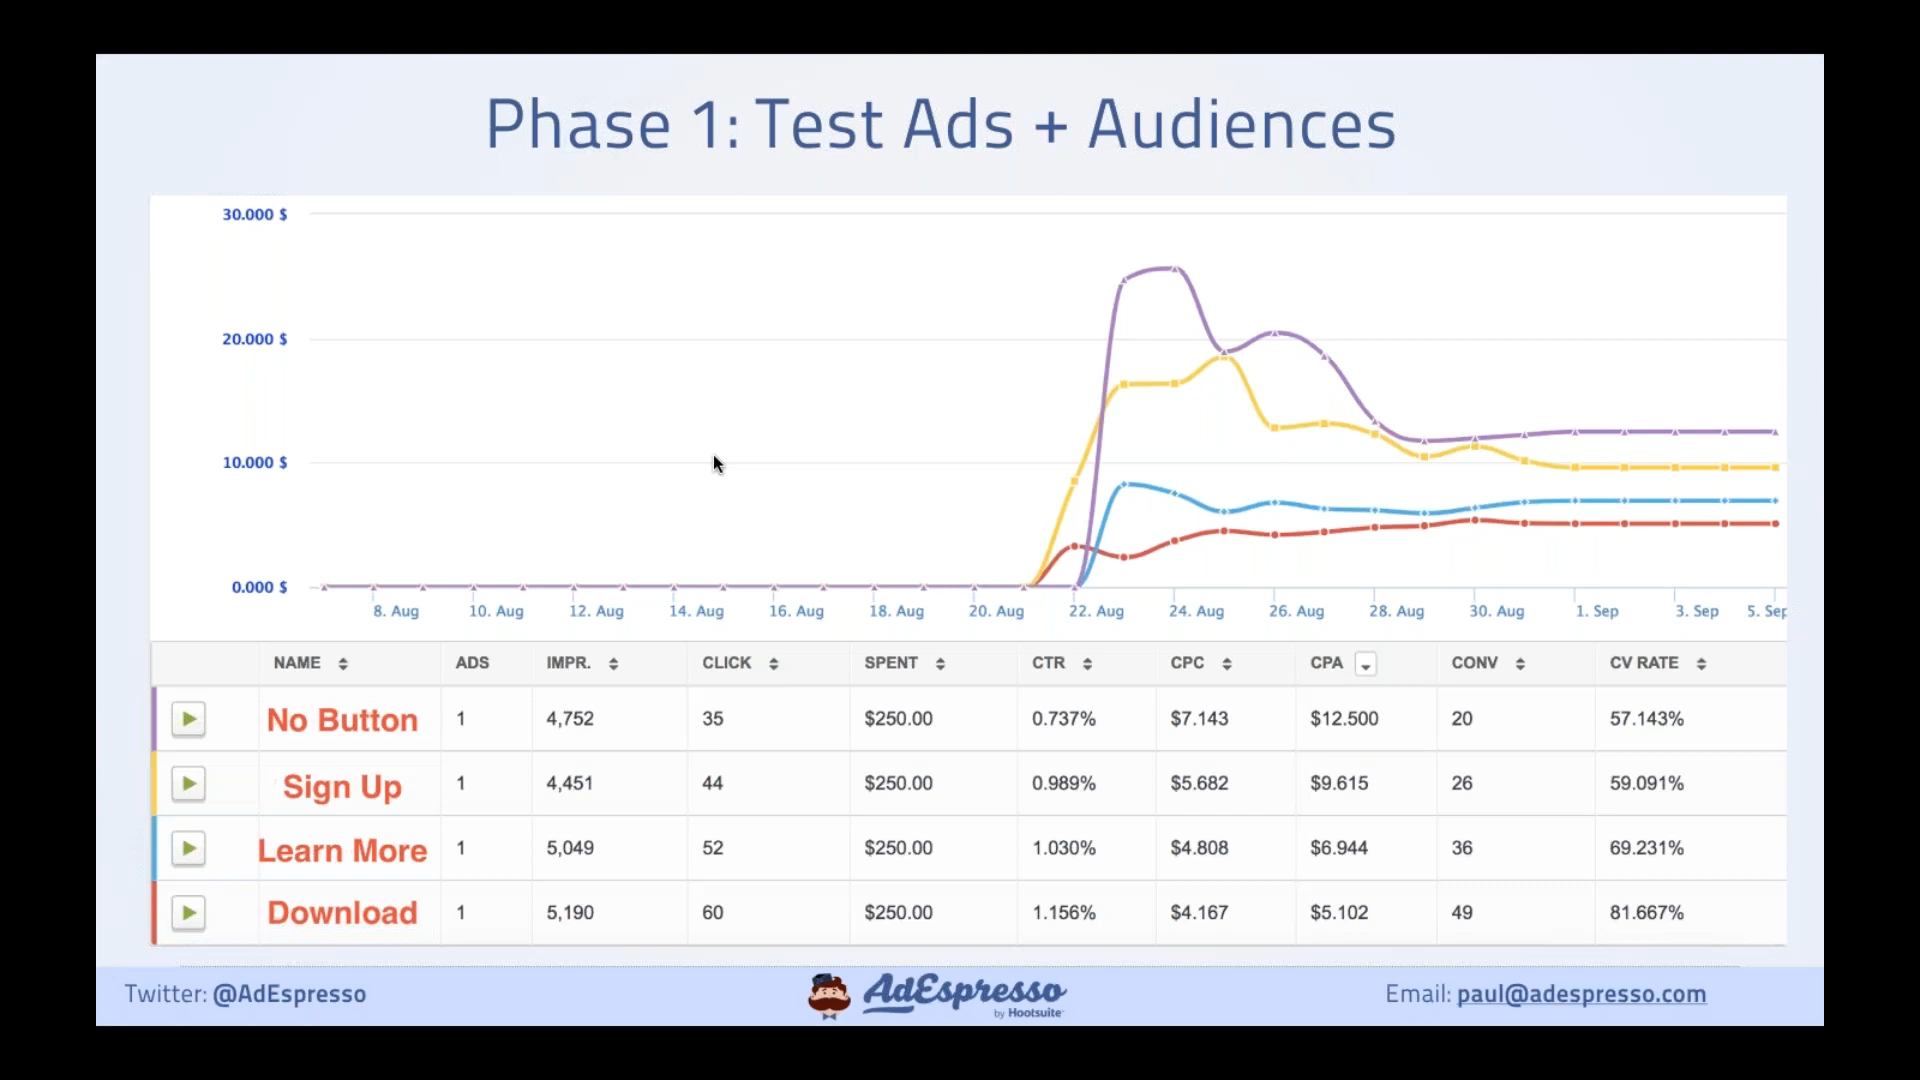 Phase 1: Test Ads + Audiences
30.000 $
20.000 $
10.000 $
0.000 $
8. Aug 10. Aug 12. Aug 14. Aug 16. Aug 18. Aug 20. Aug 22. Aug 24. Aug 26. Aug 28. Aug 30. Aug 1. Sep 3. Sep 5. Sep
NAME ADS IMPR. CLICK SPENT CTR CPC CPA CONV CV RATE
No Button 1 4,752 35 $250.00 0.737% $7.143 $12.500 20 57.143%
Sign Up 1 4,451 44 $250.00 0.989% $5.682 $9.615 26 59.091%
Learn More 1 5,049 52 $250.00 1.030% $4.808 $6.944 36 69.231%
Download 1 5,190 60 $250.00 1.156% $4.167 $5.102 49 81.667%
Twitter: @AdEspresso
AdEspresso
by Hootsuite
Email: paul@adespresso.com